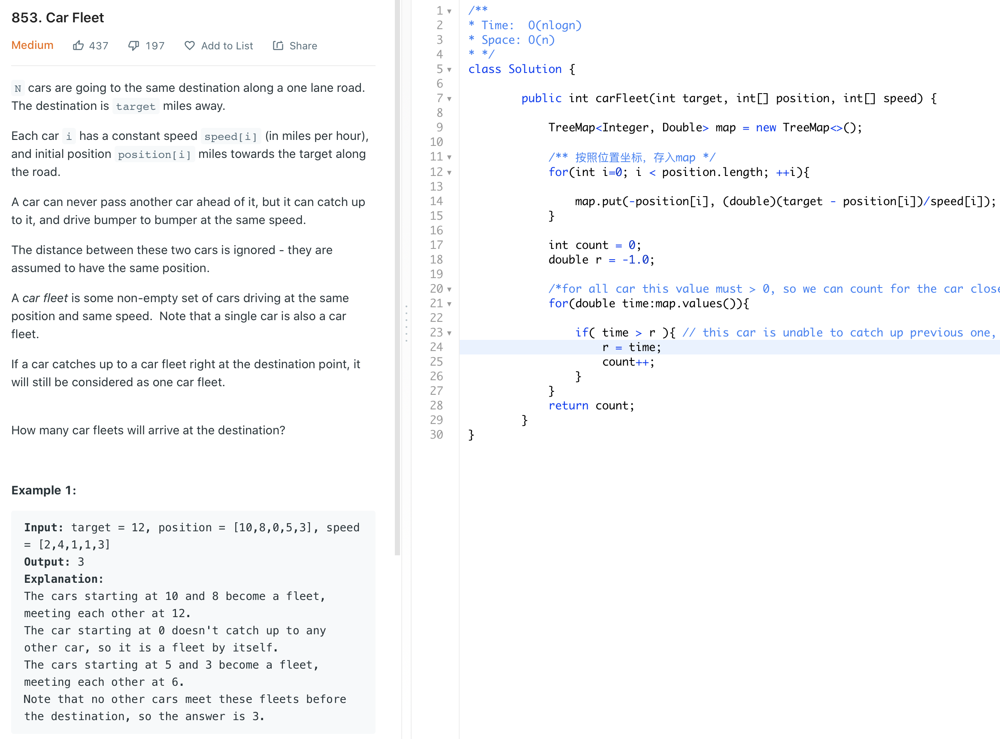 853. Car Fleet
Medium 437 197 Add to List Share
N cars are going to the same destination along a one lane road.
The destination is target miles away.
Each car i has a constant speed speed[i] (in miles per hour),
and initial position position[i] miles towards the target along
the road.
A car can never pass another car ahead of it, but it can catch up
to it, and drive bumper to bumper at the same speed.
The distance between these two cars is ignored - they are
assumed to have the same position.
A car fleet is some non-empty set of cars driving at the same
position and same speed. Note that a single car is also a car
fleet.
If a car catches up to a car fleet right at the destination point, it
will still be considered as one car fleet.
How many car fleets will arrive at the destination?
Example 1:
Input: target = 12, position = [10,8,0,5,3], speed
= [2,4,1,1,3]
Output: 3
Explanation:
The cars starting at 10 and 8 become a fleet,
meeting each other at 12.
The car starting at 0 doesn't catch up to any
other car, so it is a fleet by itself.
The cars starting at 5 and 3 become a fleet,
meeting each other at 6.
Note that no other cars meet these fleets before
the destination, so the answer is 3.
1 /**
2 * Time:  O(nlogn)
3 * Space: O(n)
4 * */
5 class Solution {
6
7 public int carFleet(int target, int[] position, int[] speed) {
8
9 TreeMap<Integer, Double> map = new TreeMap<>();
10
11 /** 按照位置坐标，存入map */
12 for(int i=0; i < position.length; ++i){
13
14 map.put(-position[i], (double)(target - position[i])/speed[i]);
15 }
16
17 int count = 0;
18 double r = -1.0;
19
20 /*for all car this value must > 0, so we can count for the car close
21 for(double time:map.values()){
22
23 if( time > r ){ // this car is unable to catch up previous one,
24 r = time;
25 count++;
26 }
27 }
28 return count;
29 }
30 }